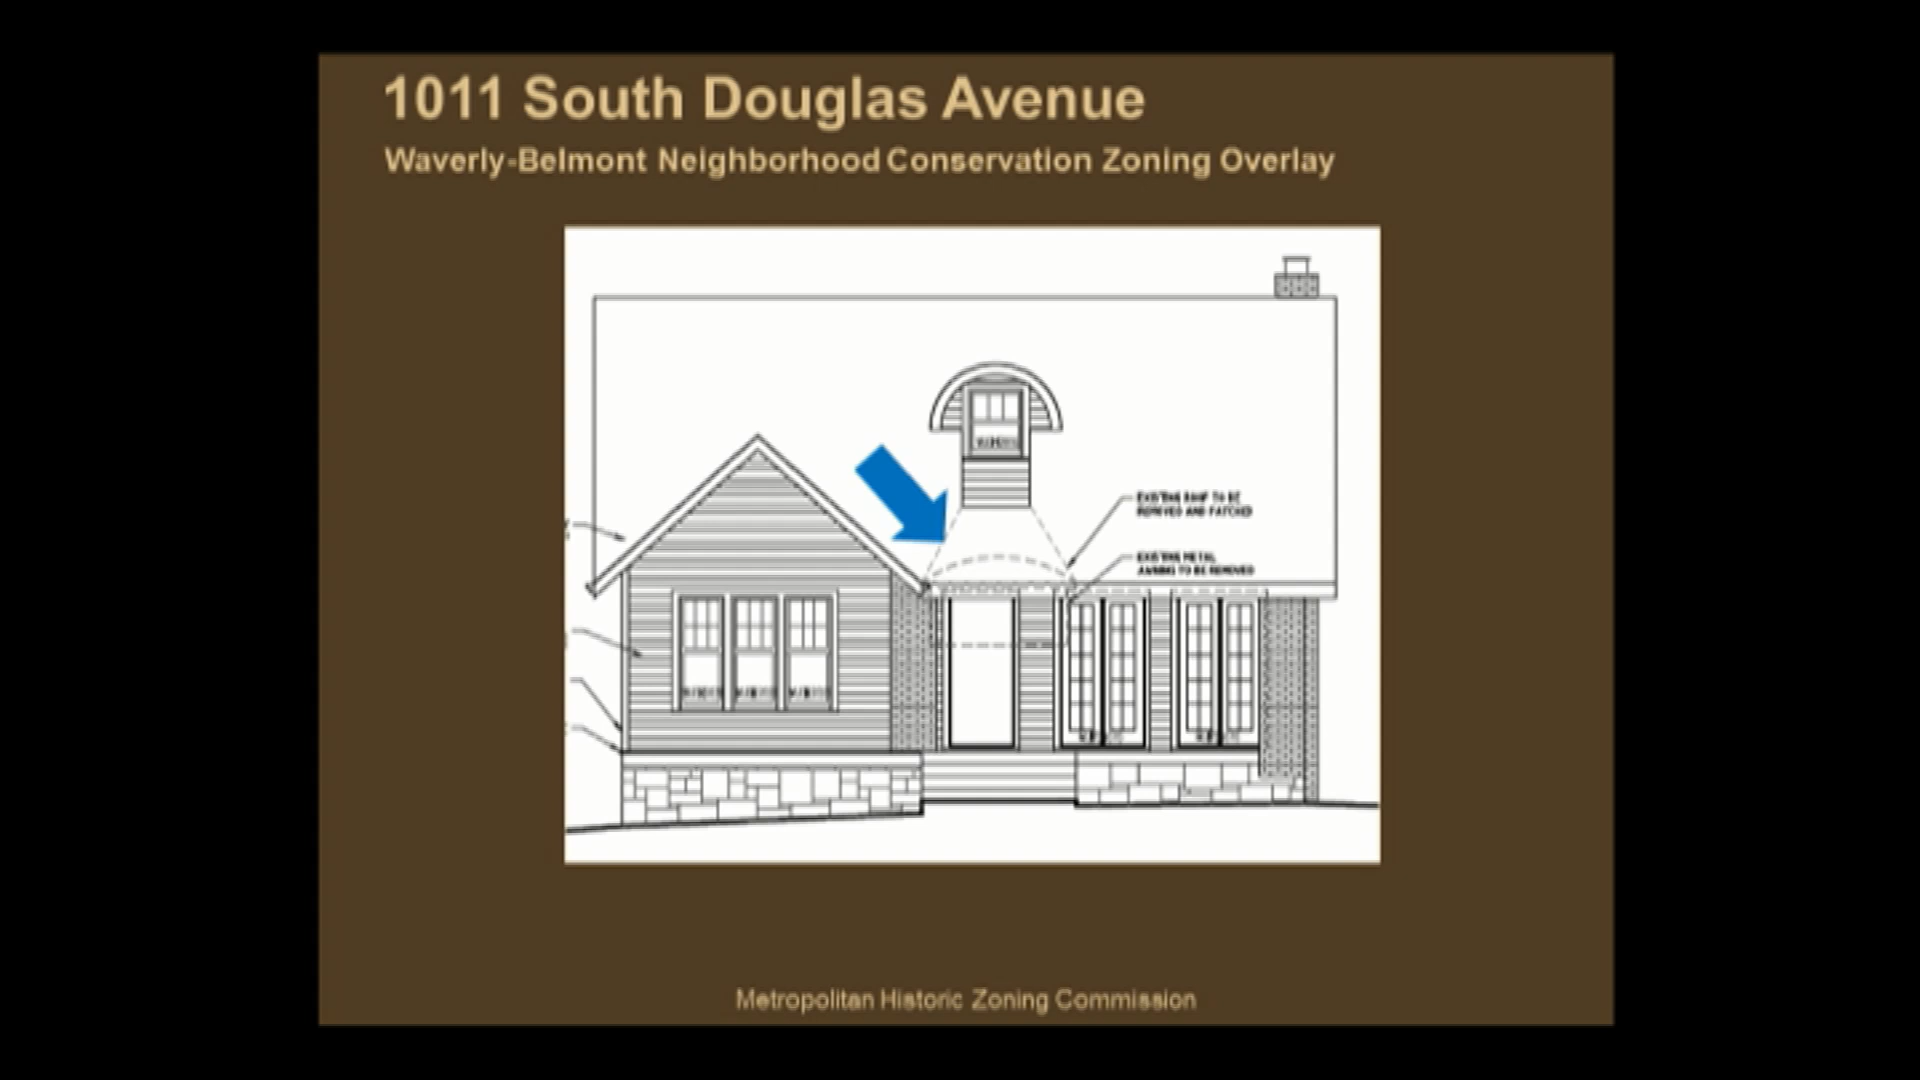 1011 South Douglas Avenue
Waverly-Belmont Neighborhood Conservation Zoning Overlay
EXISTING ROOF TO BE
REMOVED AND PATCHED
EXISTING METAL
AWNING TO BE REMOVED
Metropolitan Historic Zoning Commission